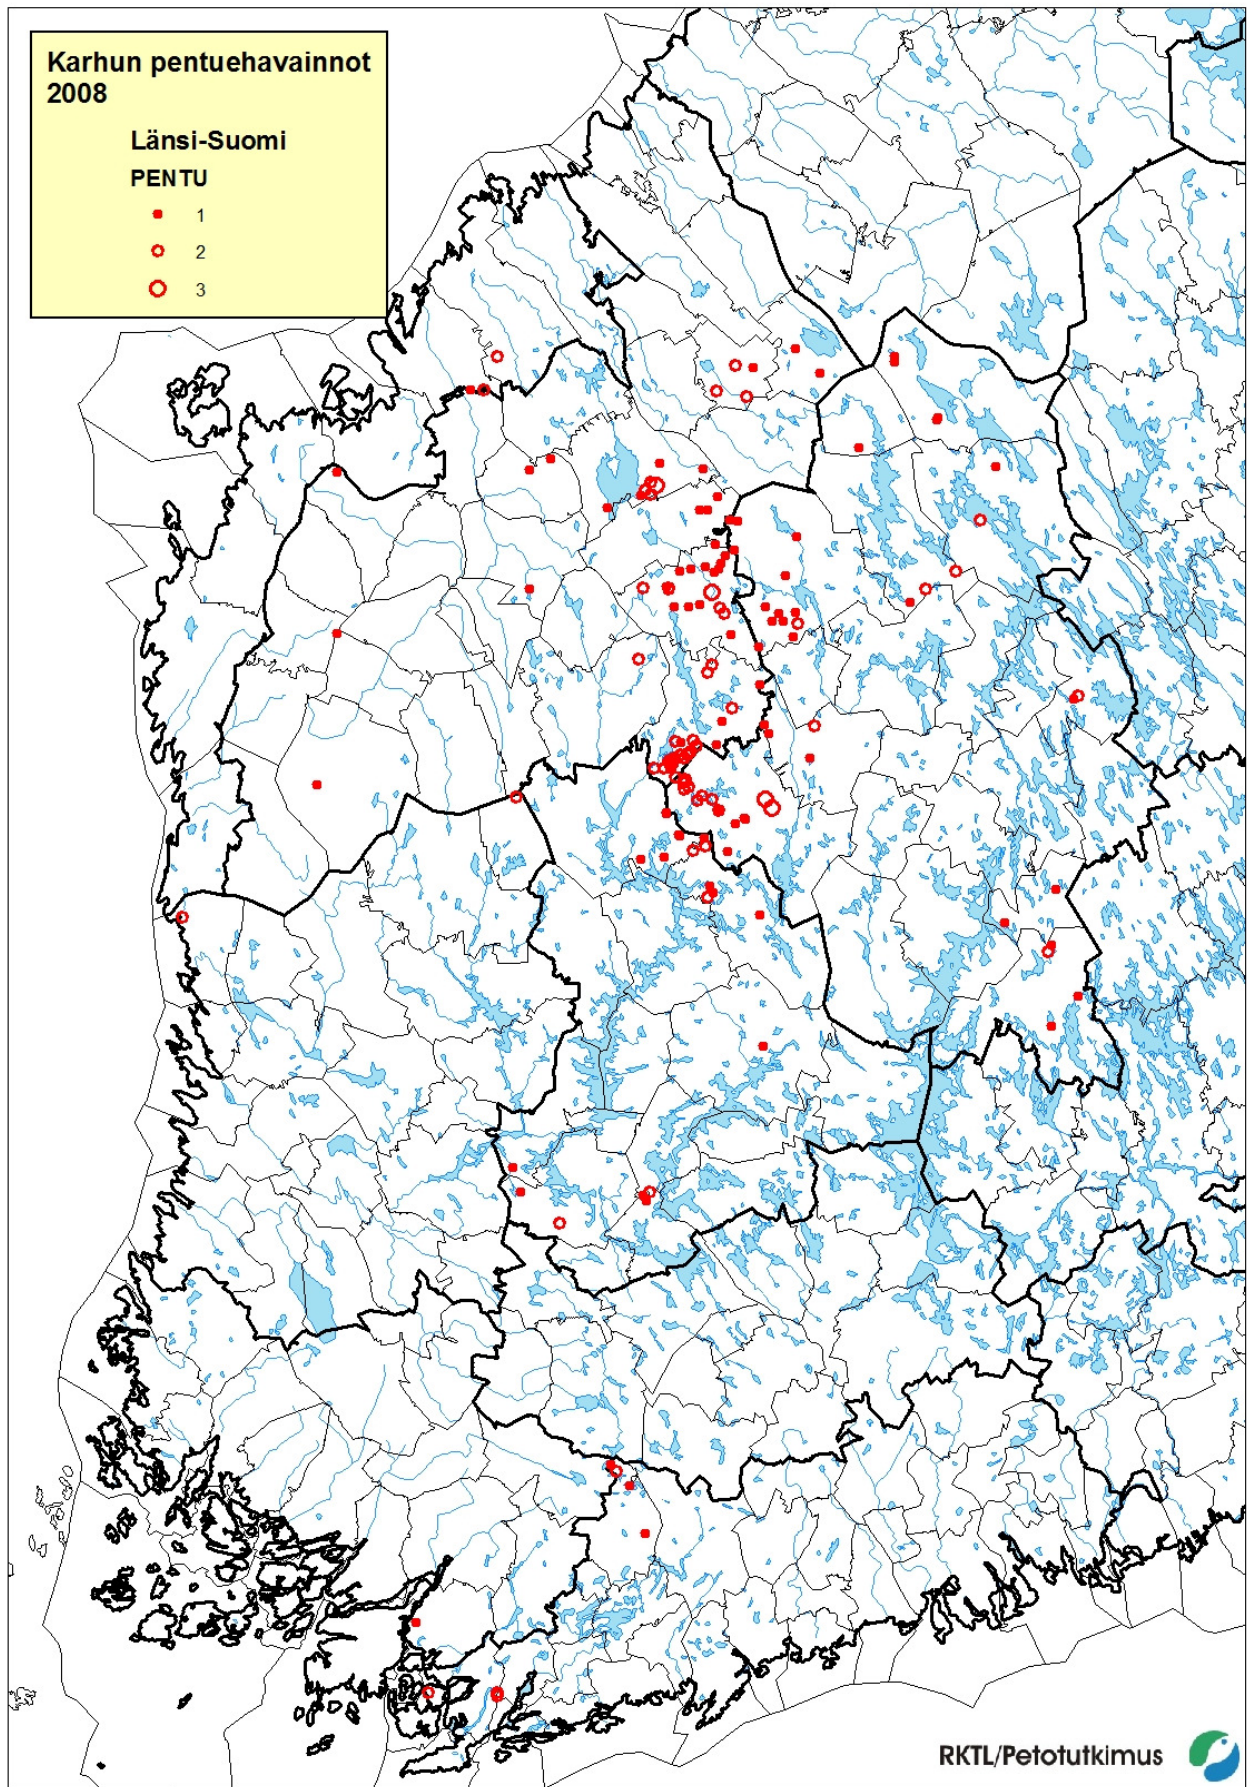 Karhun pentuehavainnot
2008
Länsi-Suomi
PENTU
1
2
3
RKTL/Petotutkimus